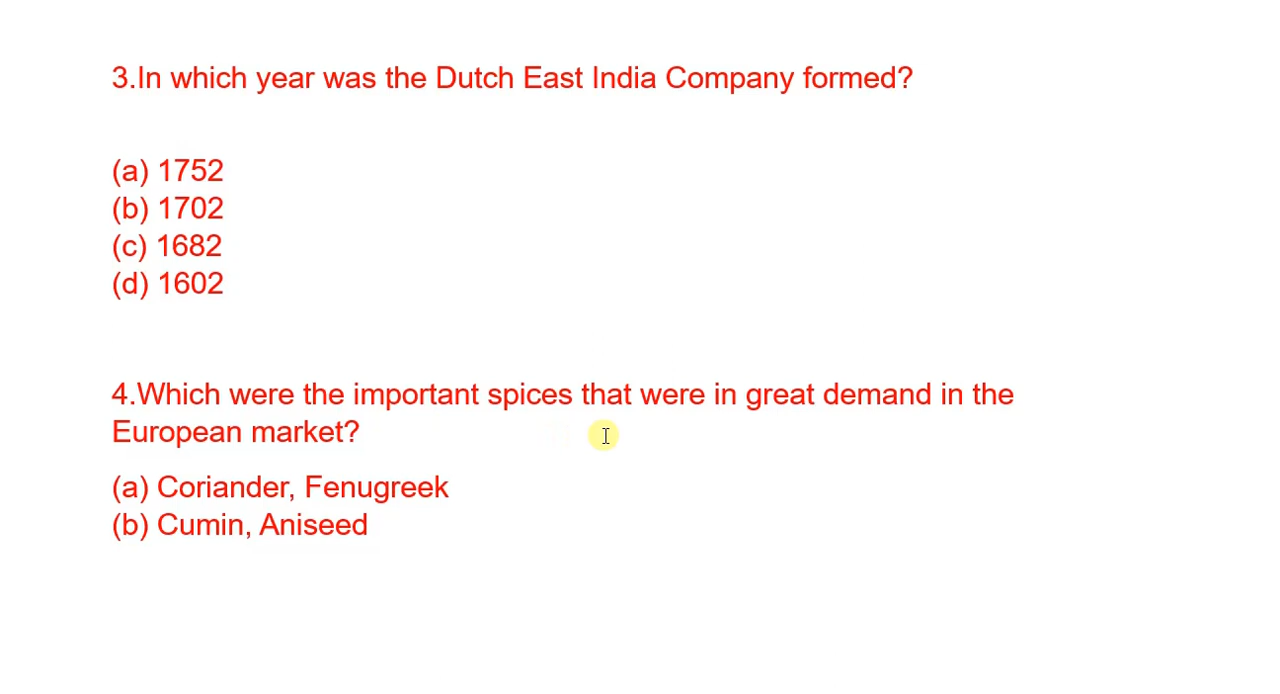 3.In which year was the Dutch East India Company formed?
(a) 1752
(b) 1702
(c) 1682
(d) 1602
4.Which were the important spices that were in great demand in the
European market?
(a) Coriander, Fenugreek
(b) Cumin, Aniseed